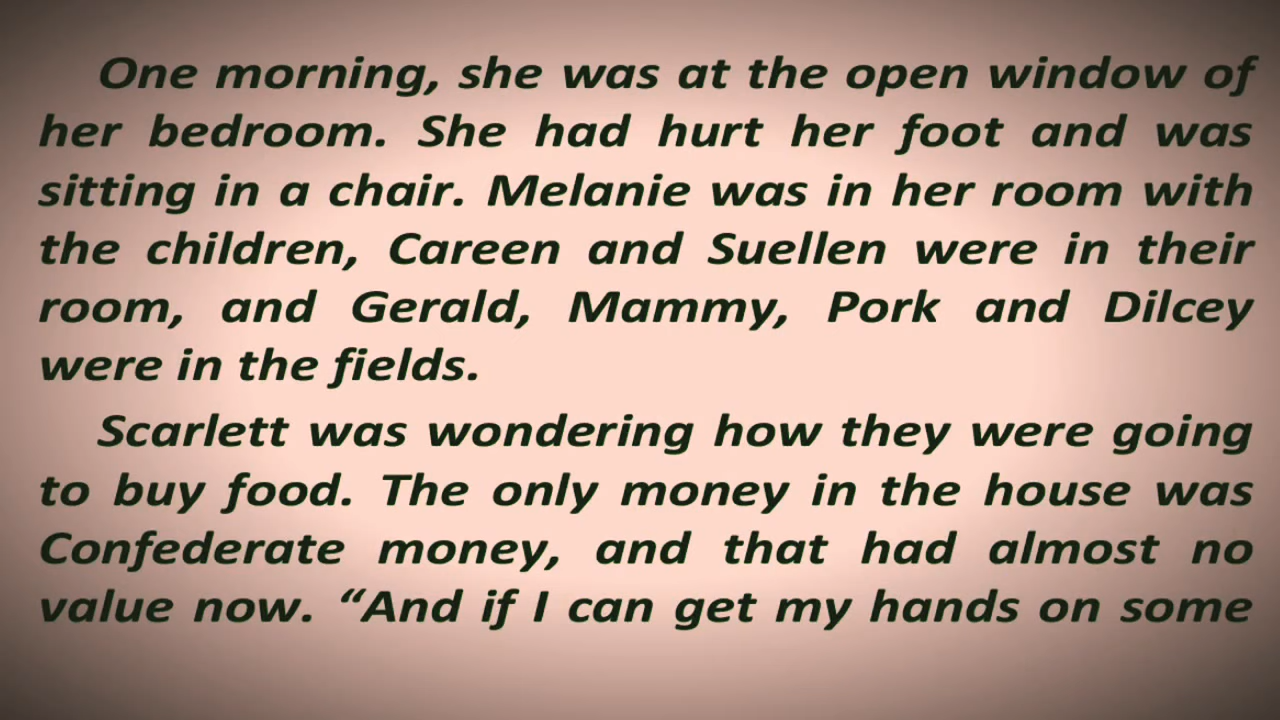 One morning, she was at the open window of
her bedroom. She had hurt her foot and was
sitting in a chair. Melanie was in her room with
the children, Careen and Suellen were in their
room, and Gerald, Mammy, Pork and Dilcey
were in the fields.
Scarlett was wondering how they were going
to buy food. The only money in the house was
Confederate money, and that had almost no
value now. “And if I can get my hands on some